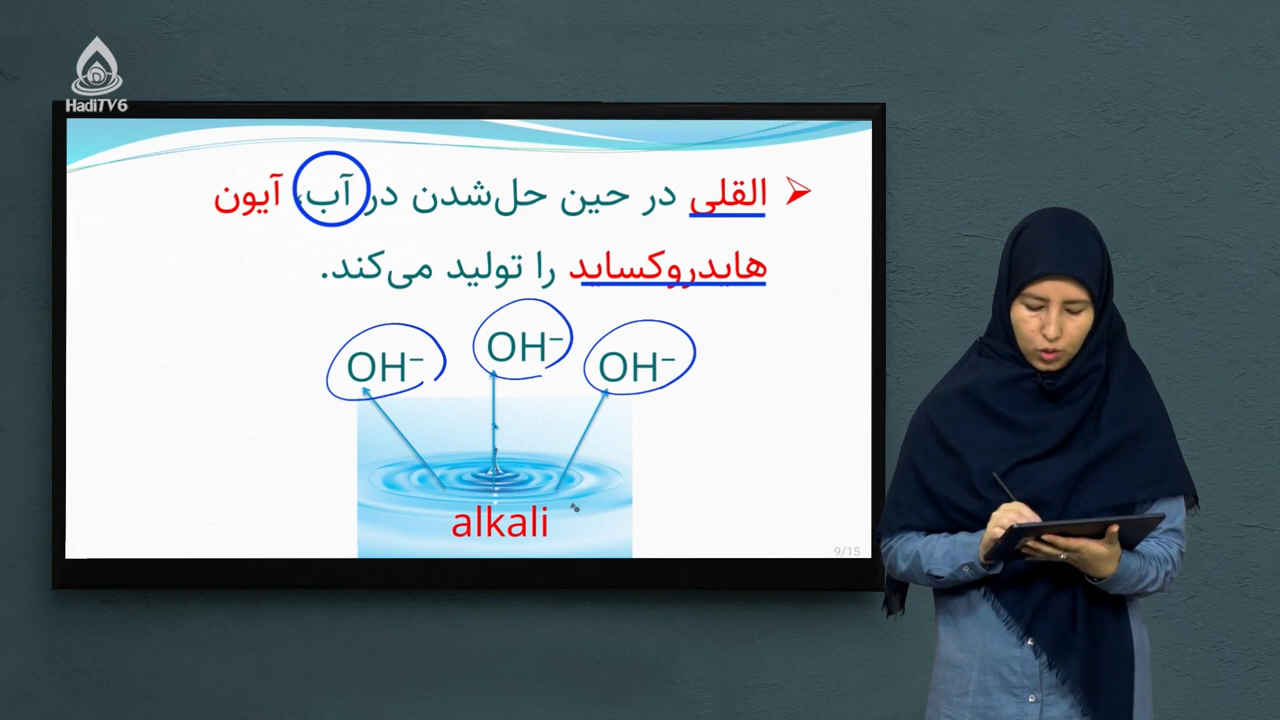 HadiTV6
القلی در حین حل‌شدن در آب، آیون
هایدروکساید را تولید می‌کند.
OH⁻ OH⁻ OH⁻
alkali
9/15